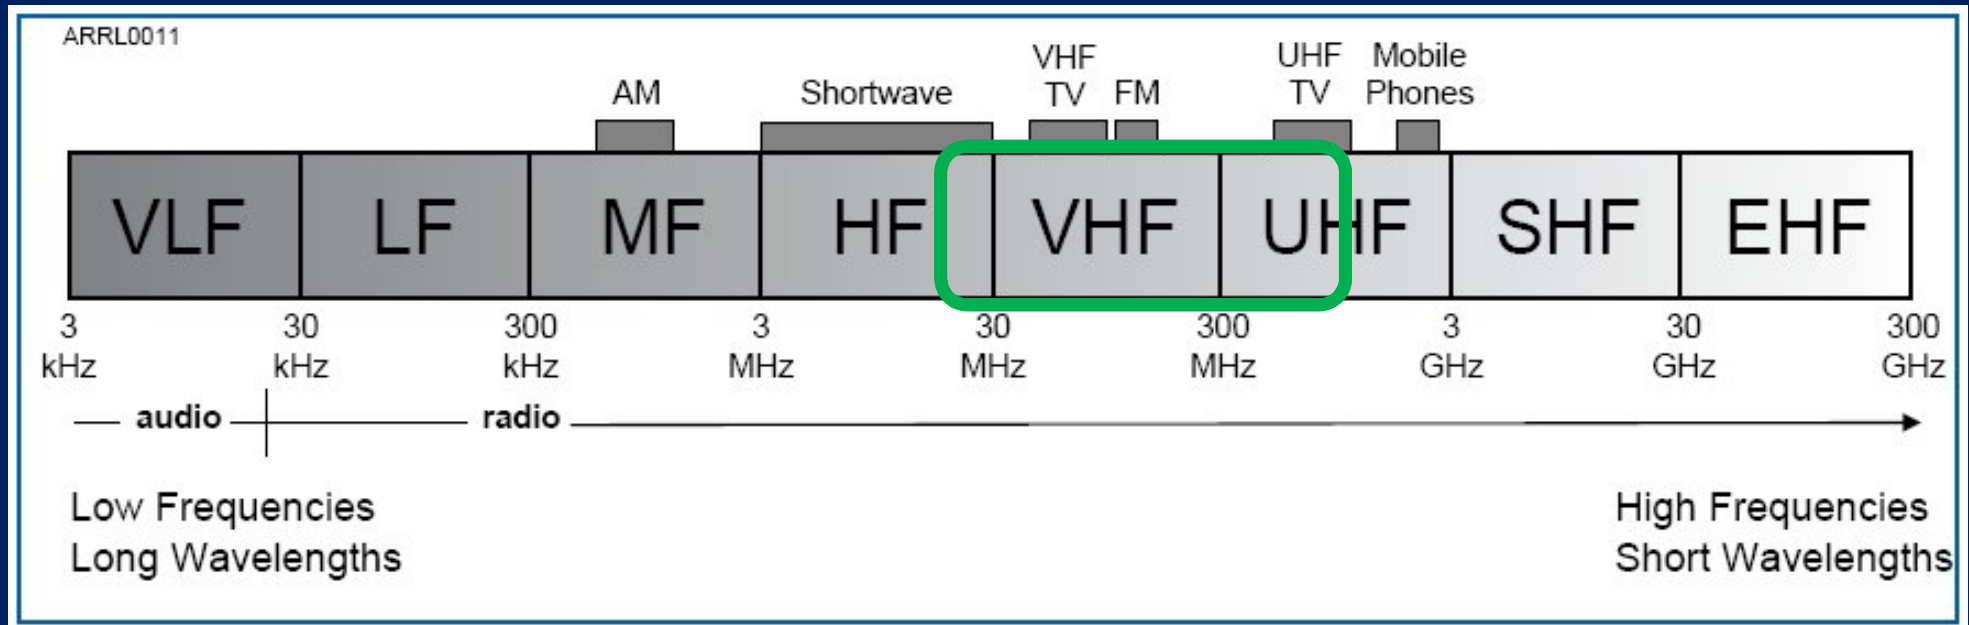 ARRL0011
VHF UHF Mobile
AM Shortwave TV FM TV Phones
VLF LF MF HF VHF UHF SHF EHF
3 30 300 3 30 300 3 30 300
kHz kHz kHz MHz MHz MHz GHz GHz GHz
audio radio
Low Frequencies High Frequencies
Long Wavelengths Short Wavelengths